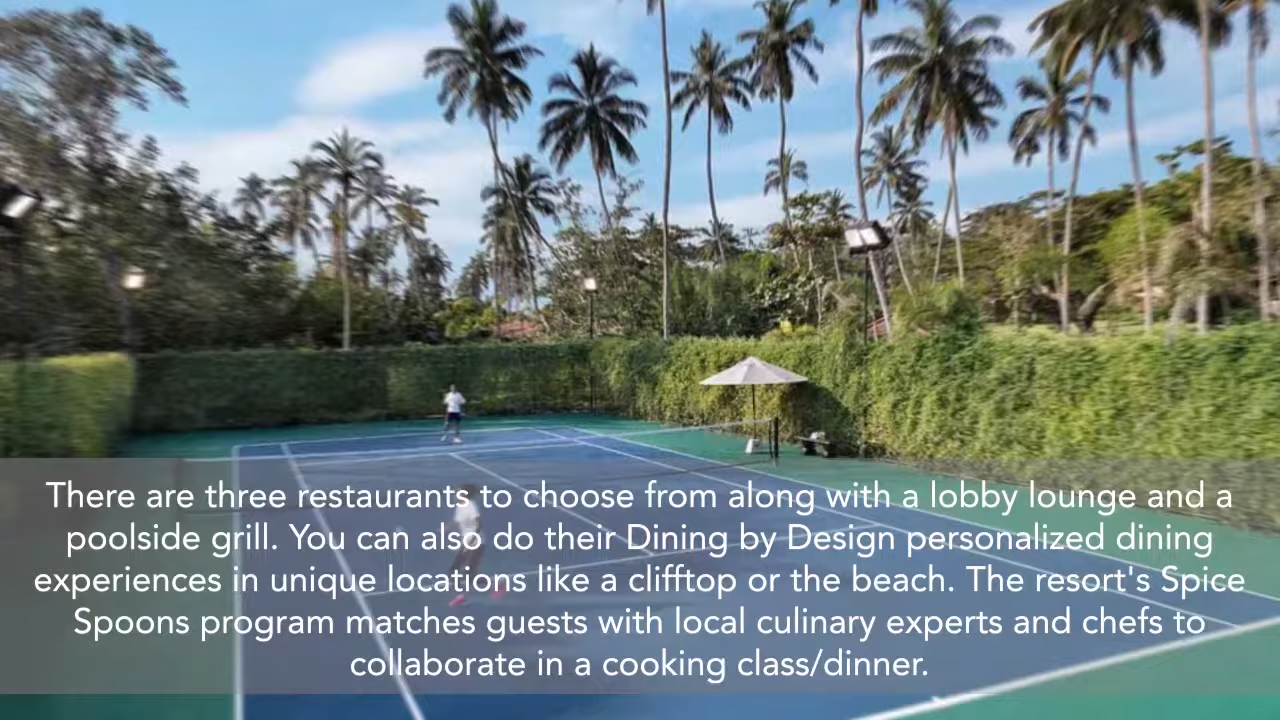 There are three restaurants to choose from along with a lobby lounge and a
poolside grill. You can also do their Dining by Design personalized dining
experiences in unique locations like a clifftop or the beach. The resort's Spice
Spoons program matches guests with local culinary experts and chefs to
collaborate in a cooking class/dinner.